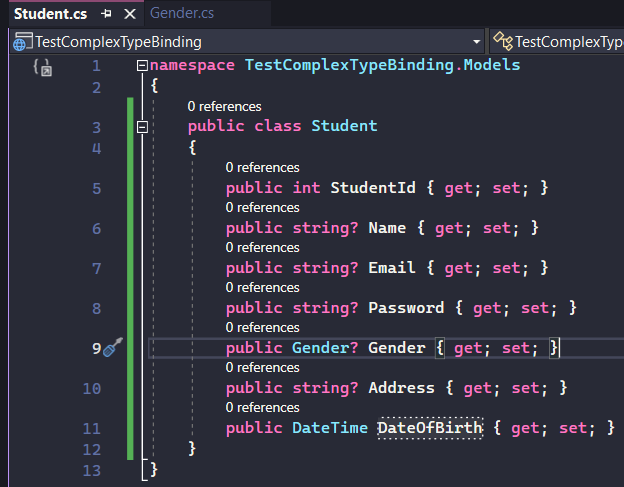 Student.cs Gender.cs
TestComplexTypeBinding TestComplexTyp
1 namespace TestComplexTypeBinding.Models
2 {
0 references
3 public class Student
4 {
0 references
5 public int StudentId { get; set; }
0 references
6 public string? Name { get; set; }
0 references
7 public string? Email { get; set; }
0 references
8 public string? Password { get; set; }
0 references
9 public Gender? Gender { get; set; }
0 references
10 public string? Address { get; set; }
0 references
11 public DateTime DateOfBirth { get; set; }
12 }
13 }